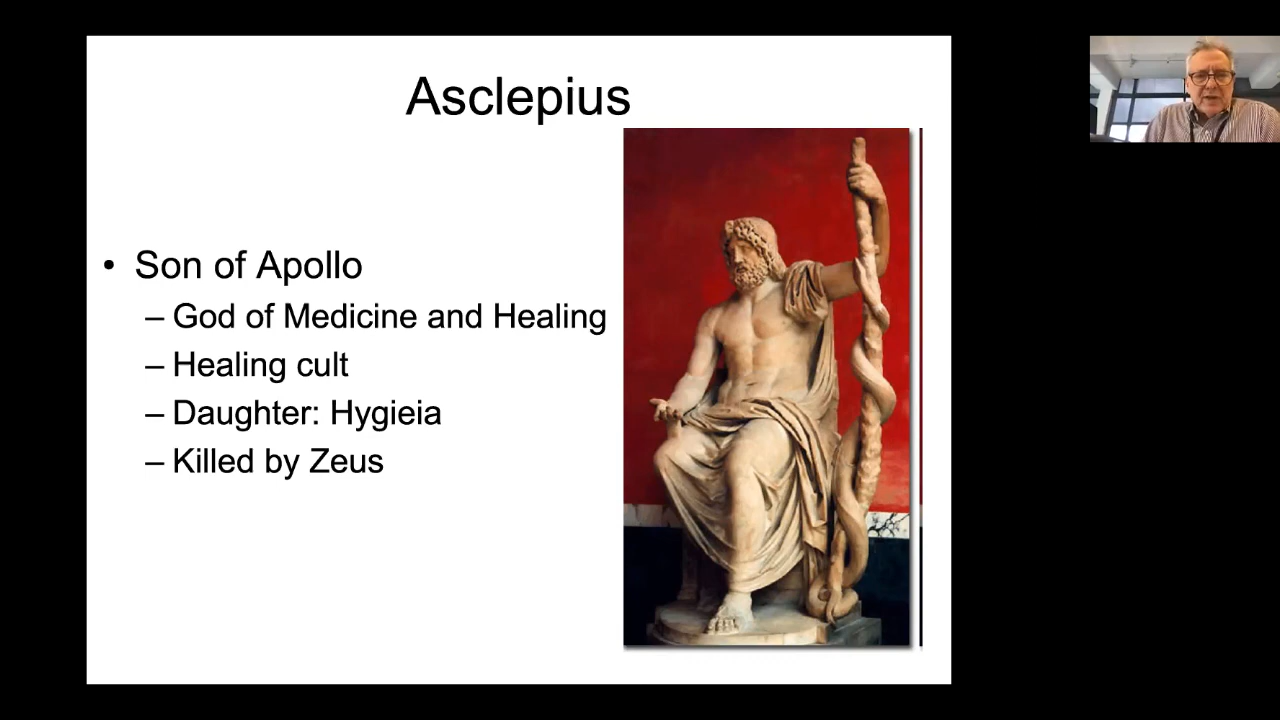 Asclepius
• Son of Apollo
– God of Medicine and Healing
– Healing cult
– Daughter: Hygieia
– Killed by Zeus